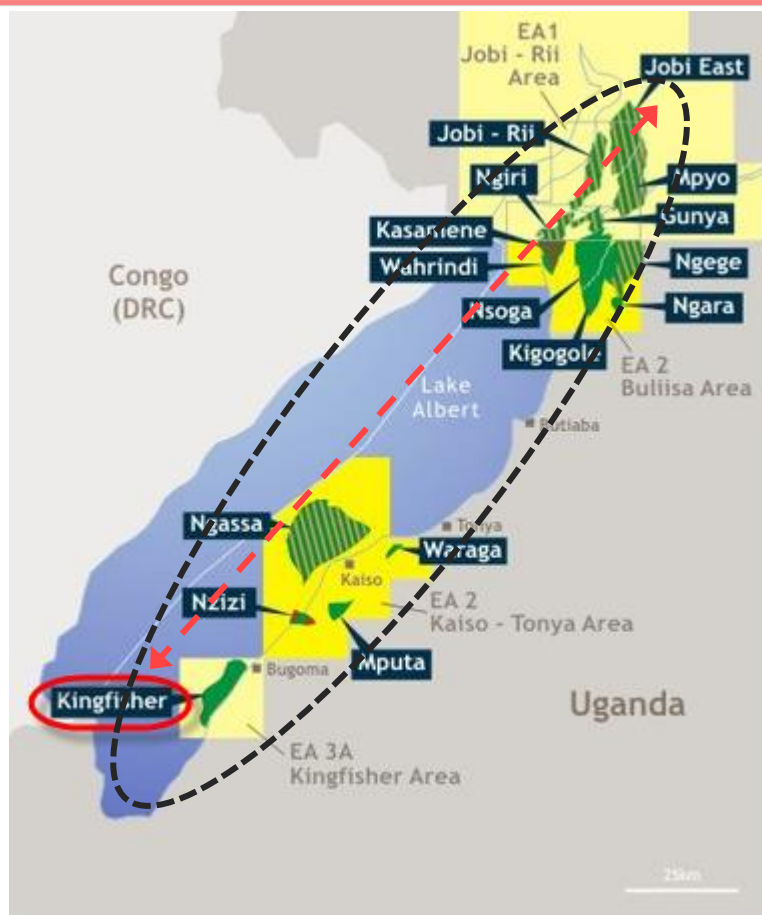 EA1
Jobi - Rii
Area
Jobi East
Jobi - Rii
Ngiri
Mpyo
Gunya
Kasamene
Wahrindi
Ngege
Congo
(DRC)
Nsoga
Ngara
Kigogole
EA 2
Buliisa Area
Lake
Albert
Butiaba
Ngassa
Tonya
Waraga
Kaiso
Nzizi
EA 2
Kaiso - Tonya Area
Mputa
Bugoma
Kingfisher
Uganda
EA 3A
Kingfisher Area
25km